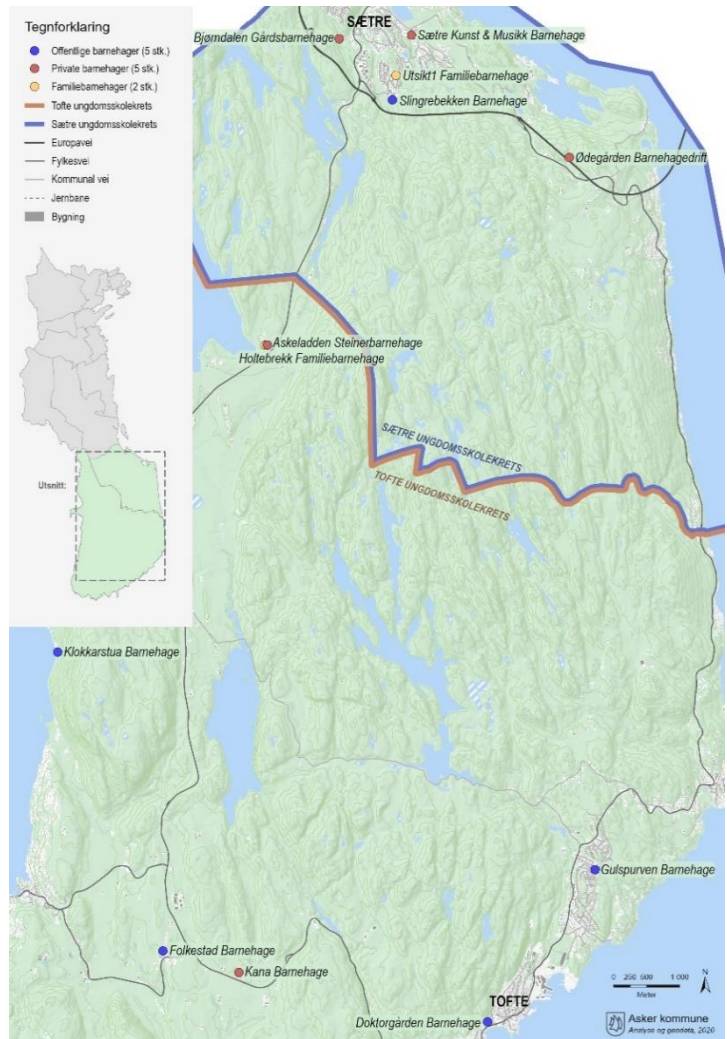 Tegnforklaring
Offentlige barnehager (5 stk.)
Private barnehager (5 stk.)
Familiebarnehager (2 stk.)
Tofte ungdomsskolekrets
Sætre ungdomsskolekrets
Europavei
Fylkesvei
Kommunal vei
Jernbane
Bygning
Utsnitt:
SÆTRE
Bjørndalen Gårdsbarnehage
Sætre Kunst & Musikk Barnehage
Utsikt1 Familiebarnehage
Slingrebekken Barnehage
Ødegården Barnehagedrift
Askeladden Steinerbarnehage
Holtebrekk Familiebarnehage
SÆTRE UNGDOMSSKOLEKRETS
TOFTE UNGDOMSSKOLEKRETS
Klokkarstua Barnehage
Gulspurven Barnehage
Folkestad Barnehage
Kana Barnehage
TOFTE
Doktorgården Barnehage
0 250 500 1 000
Meter
N
Asker kommune
Analyse og geodata, 2020